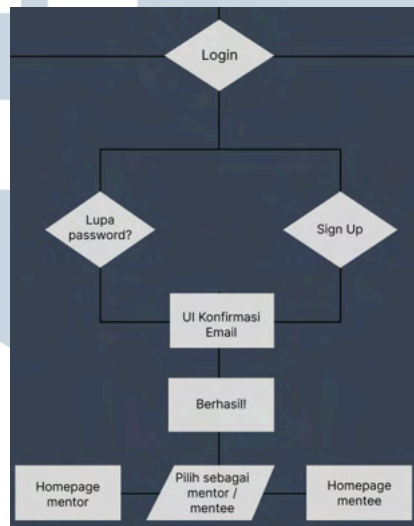 Login
Lupa
password?
Sign Up
UI Konfirmasi
Email
Berhasil!
Homepage
mentor
Pilih sebagai
mentor /
mentee
Homepage
mentee